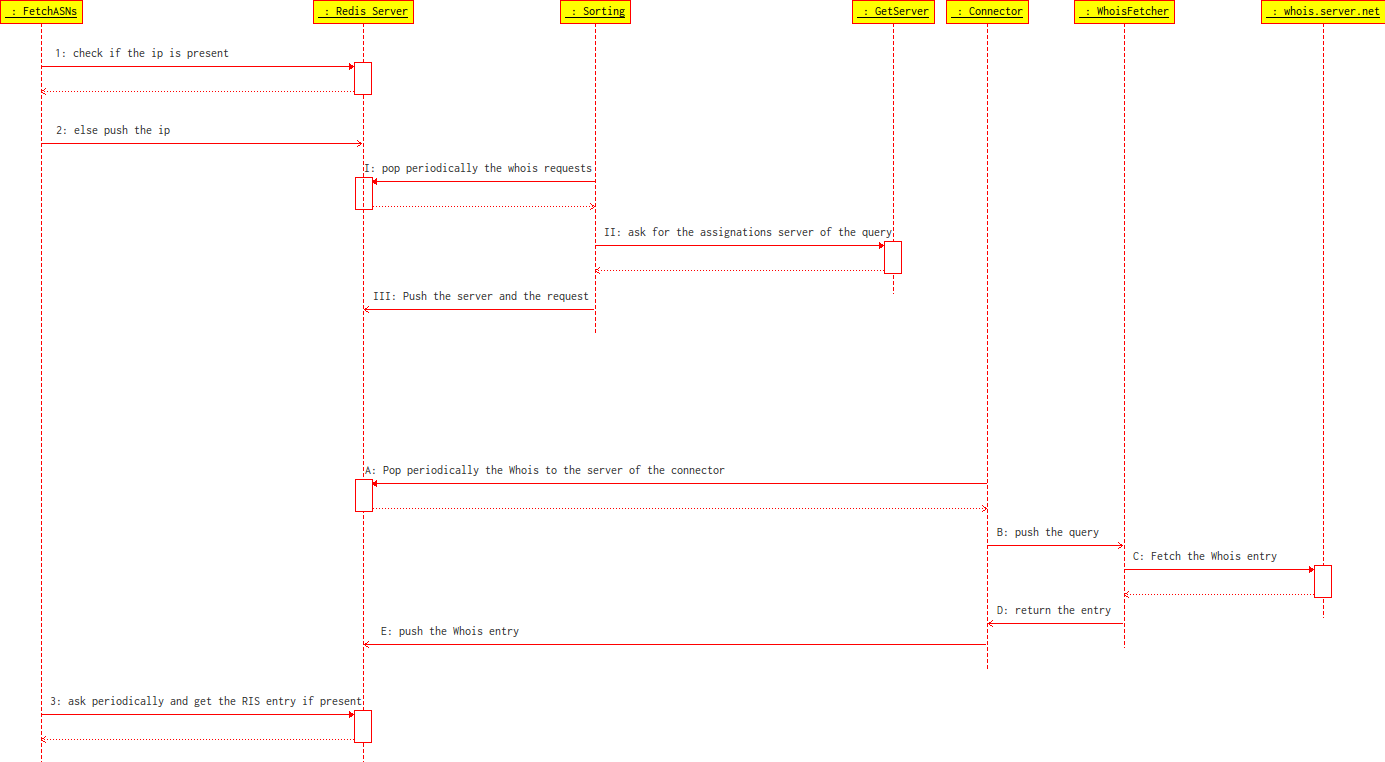 : FetchASNs
: Redis Server
: Sorting
: GetServer
: Connector
: WhoisFetcher
: whois.server.net
1: check if the ip is present
2: else push the ip
I: pop periodically the whois requests
II: ask for the assignations server of the query
III: Push the server and the request
A: Pop periodically the Whois to the server of the connector
B: push the query
C: Fetch the Whois entry
D: return the entry
E: push the Whois entry
3: ask periodically and get the RIS entry if present